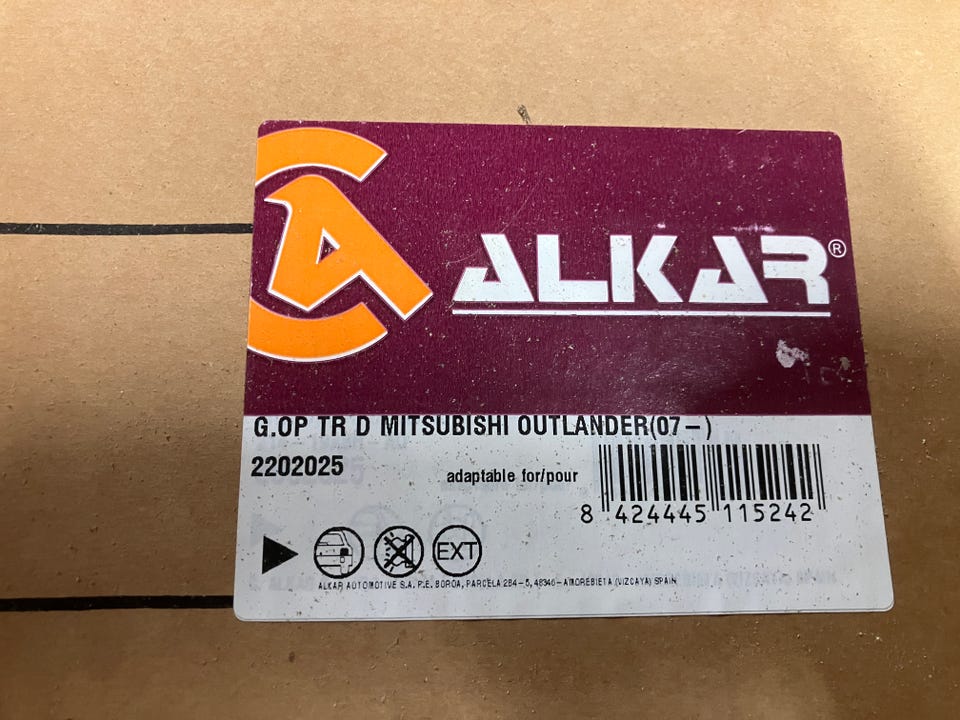 ALKAR®
G.OP TR D MITSUBISHI OUTLANDER(07-)
2202025
adaptable for/pour
8 424445 115242
EXT
ALKAR AUTOMOTIVE S.A. P.E. BOROA, PARCELA 2B4-5, 48340-AMOREBIETA (VIZCAYA) SPAIN